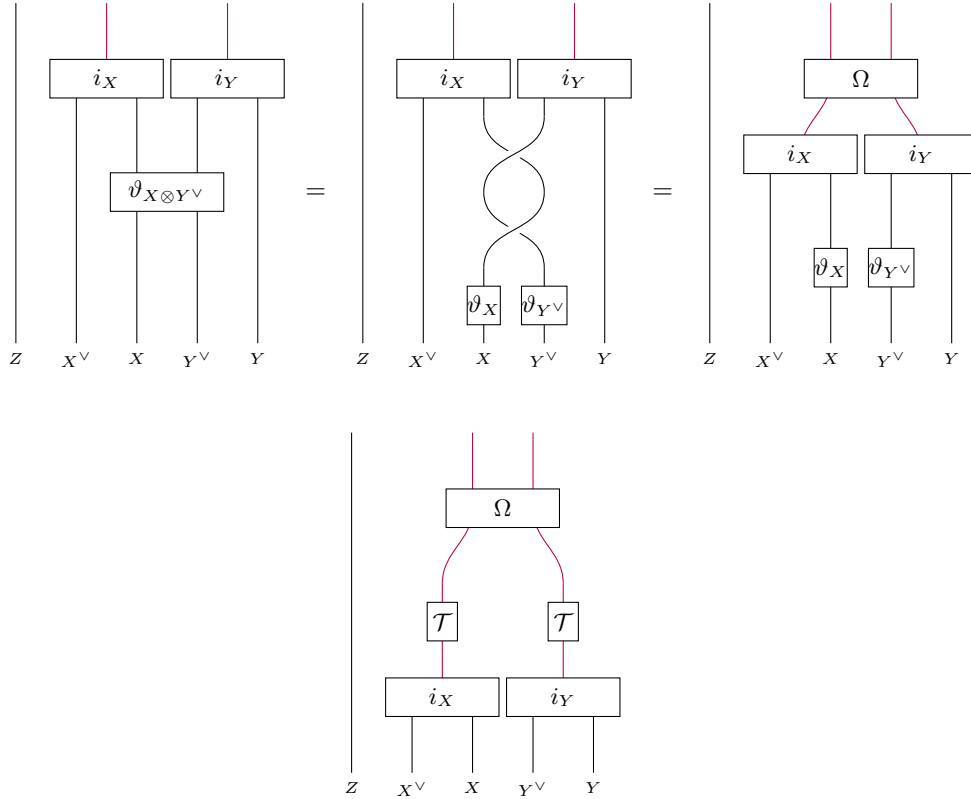 i_X i_Y i_X i_Y Ω
i_X i_Y
ϑ_{X⊗Y^∨} = =
ϑ_X ϑ_{Y^∨}
ϑ_X ϑ_{Y^∨}
Z X^∨ X Y^∨ Y Z X^∨ X Y^∨ Y Z X^∨ X Y^∨ Y
Ω
𝒯 𝒯
i_X i_Y
Z X^∨ X Y^∨ Y